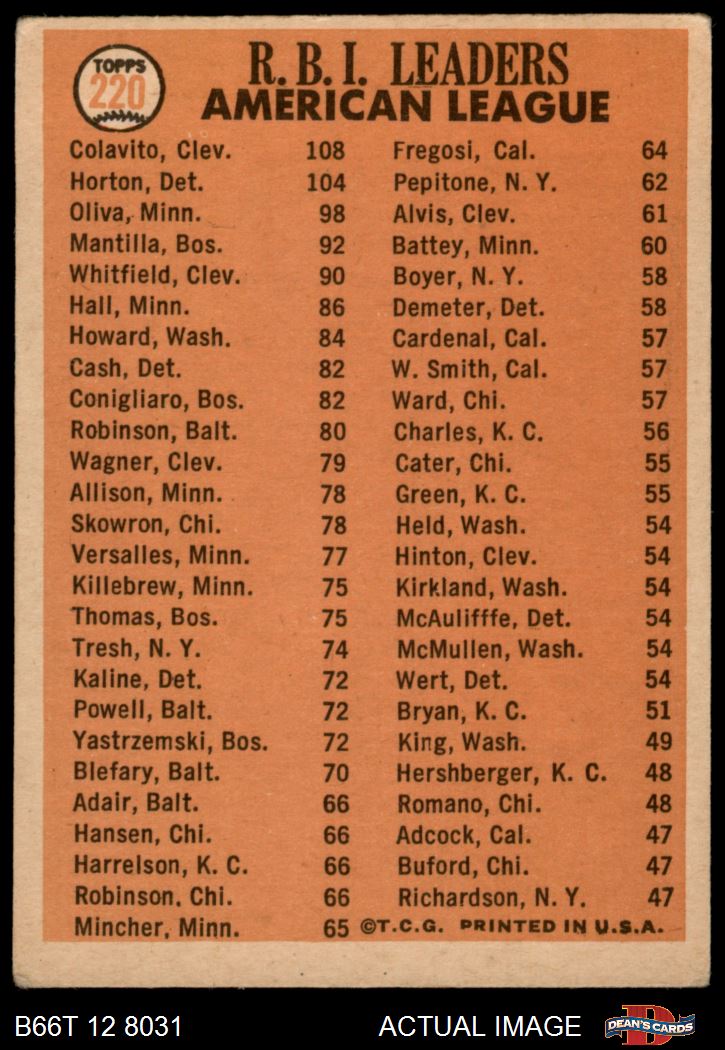 TOPPS
220
R. B. I. LEADERS
AMERICAN LEAGUE
Colavito, Clev. 108
Horton, Det. 104
Oliva, Minn. 98
Mantilla, Bos. 92
Whitfield, Clev. 90
Hall, Minn. 86
Howard, Wash. 84
Cash, Det. 82
Conigliaro, Bos. 82
Robinson, Balt. 80
Wagner, Clev. 79
Allison, Minn. 78
Skowron, Chi. 78
Versalles, Minn. 77
Killebrew, Minn. 75
Thomas, Bos. 75
Tresh, N. Y. 74
Kaline, Det. 72
Powell, Balt. 72
Yastrzemski, Bos. 72
Blefary, Balt. 70
Adair, Balt. 66
Hansen, Chi. 66
Harrelson, K. C. 66
Robinson, Chi. 66
Mincher, Minn. 65
Fregosi, Cal. 64
Pepitone, N. Y. 62
Alvis, Clev. 61
Battey, Minn. 60
Boyer, N. Y. 58
Demeter, Det. 58
Cardenal, Cal. 57
W. Smith, Cal. 57
Ward, Chi. 57
Charles, K. C. 56
Cater, Chi. 55
Green, K. C. 55
Held, Wash. 54
Hinton, Clev. 54
Kirkland, Wash. 54
McAulifffe, Det. 54
McMullen, Wash. 54
Wert, Det. 54
Bryan, K. C. 51
King, Wash. 49
Hershberger, K. C. 48
Romano, Chi. 48
Adcock, Cal. 47
Buford, Chi. 47
Richardson, N. Y. 47
©T.C.G. PRINTED IN U.S.A.
B66T 12 8031
ACTUAL IMAGE
DEAN'S CARDS